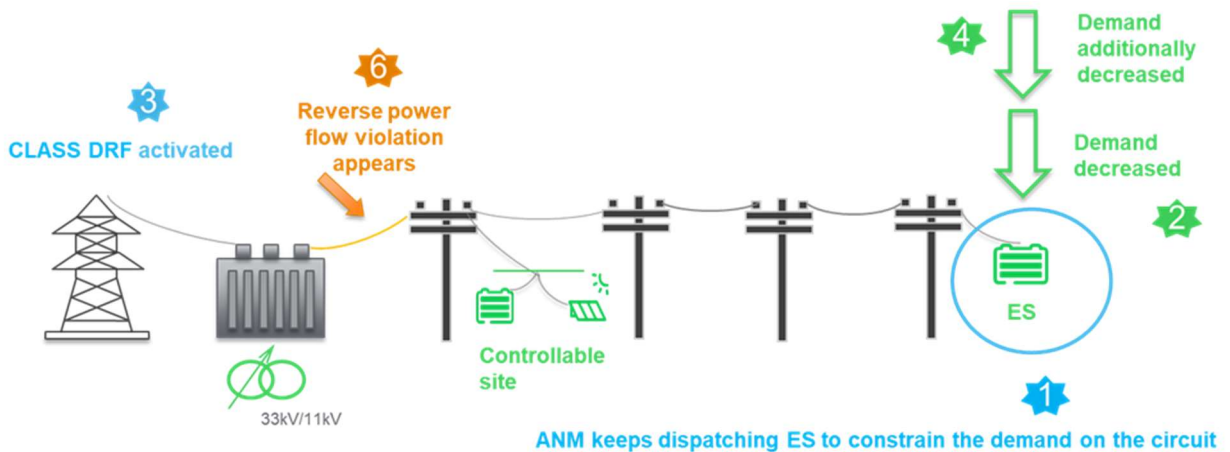 4
Demand
additionally
decreased
6
Reverse power
flow violation
appears
3
CLASS DRF activated
Demand
decreased
2
ES
Controllable
site
33kV/11kV
1
ANM keeps dispatching ES to constrain the demand on the circuit